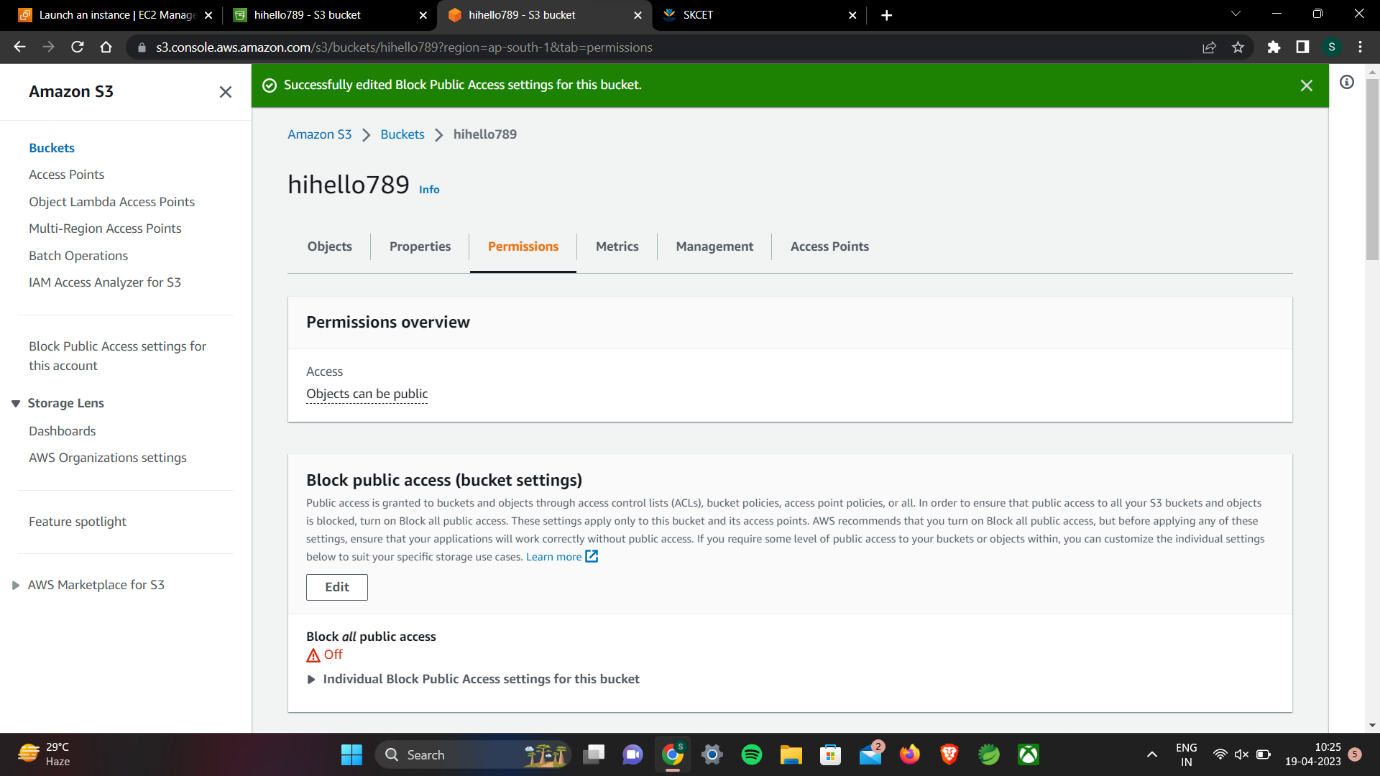 Launch an instance | EC2 Manage
hihello789 - S3 bucket
hihello789 - S3 bucket
SKCET
s3.console.aws.amazon.com/s3/buckets/hihello789?region=ap-south-1&tab=permissions
S
Amazon S3
Buckets
Access Points
Object Lambda Access Points
Multi-Region Access Points
Batch Operations
IAM Access Analyzer for S3
Block Public Access settings for
this account
Storage Lens
Dashboards
AWS Organizations settings
Feature spotlight
AWS Marketplace for S3
Successfully edited Block Public Access settings for this bucket.
Amazon S3 > Buckets > hihello789
hihello789 Info
Objects Properties Permissions Metrics Management Access Points
Permissions overview
Access
Objects can be public
Block public access (bucket settings)
Public access is granted to buckets and objects through access control lists (ACLs), bucket policies, access point policies, or all. In order to ensure that public access to all your S3 buckets and objects
is blocked, turn on Block all public access. These settings apply only to this bucket and its access points. AWS recommends that you turn on Block all public access, but before applying any of these
settings, ensure that your applications will work correctly without public access. If you require some level of public access to your buckets or objects within, you can customize the individual settings
below to suit your specific storage use cases. Learn more
Edit
Block all public access
Off
Individual Block Public Access settings for this bucket
29°C
Haze
Search
S
2
ENG
IN
10:25
19-04-2023
5